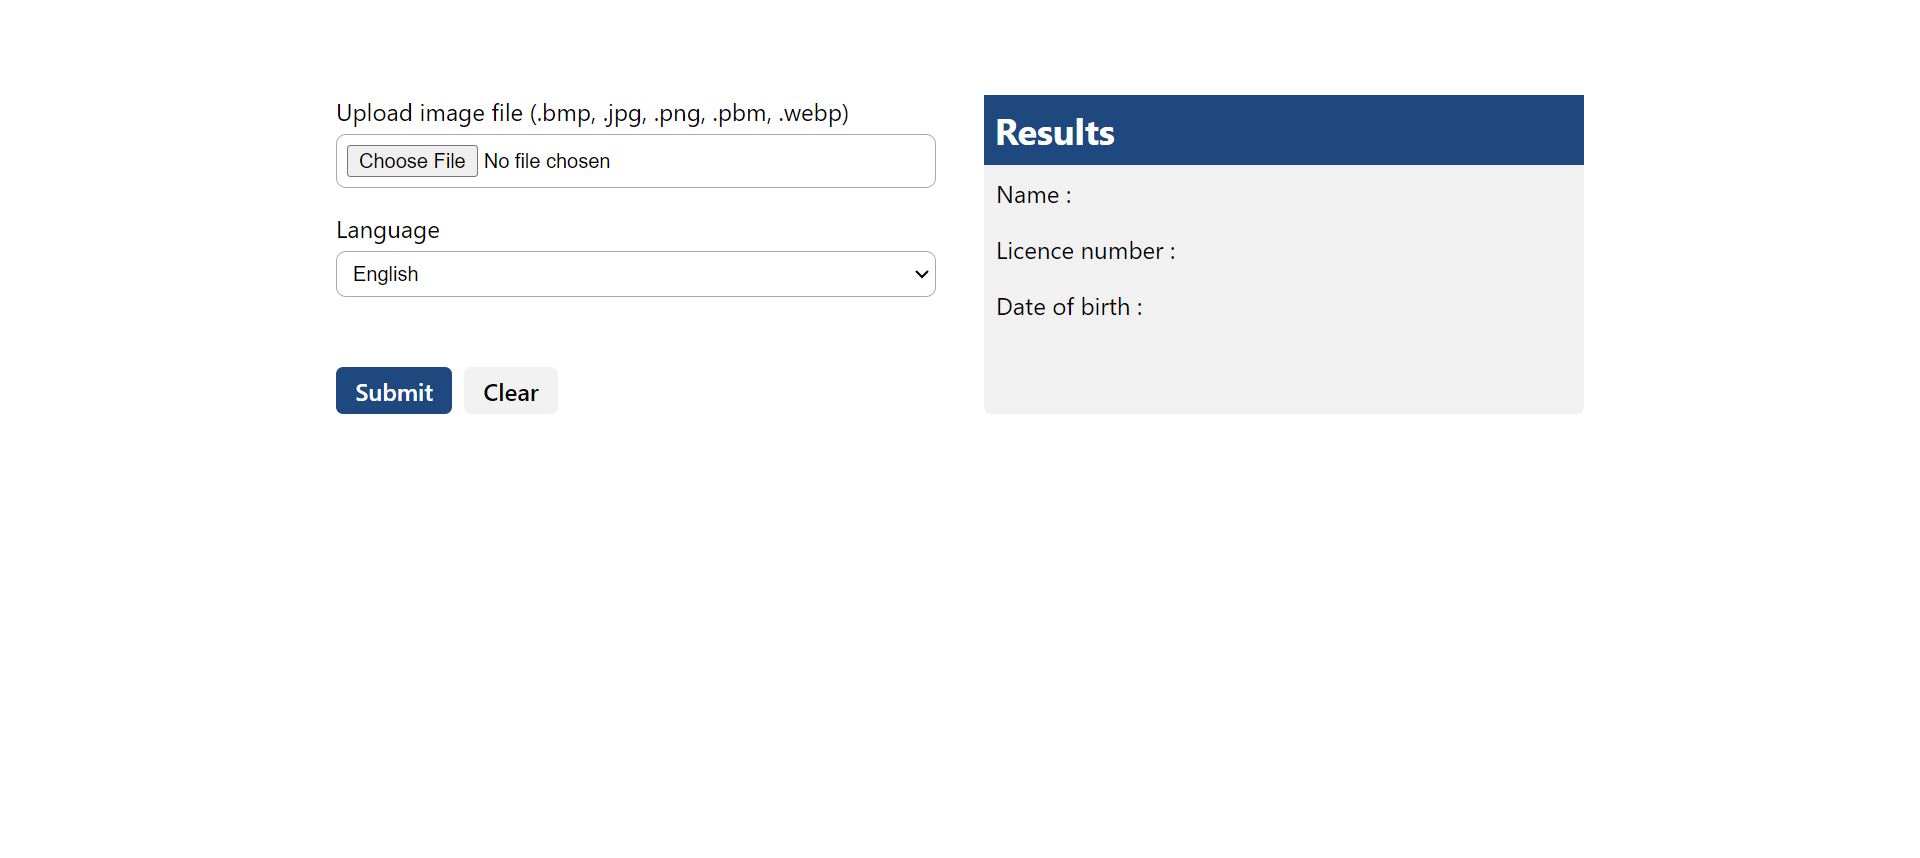 Upload image file (.bmp, .jpg, .png, .pbm, .webp)
Choose File No file chosen
Language
English
Submit Clear
Results
Name :
Licence number :
Date of birth :